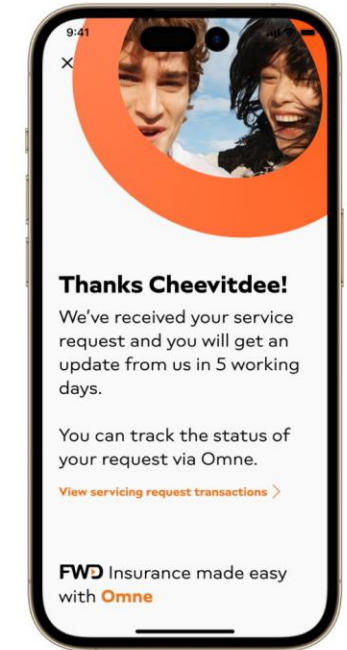 9:41
Thanks Cheevitdee!
We've received your service
request and you will get an
update from us in 5 working
days.
You can track the status of
your request via Omne.
View servicing request transactions
FWD Insurance made easy
with Omne